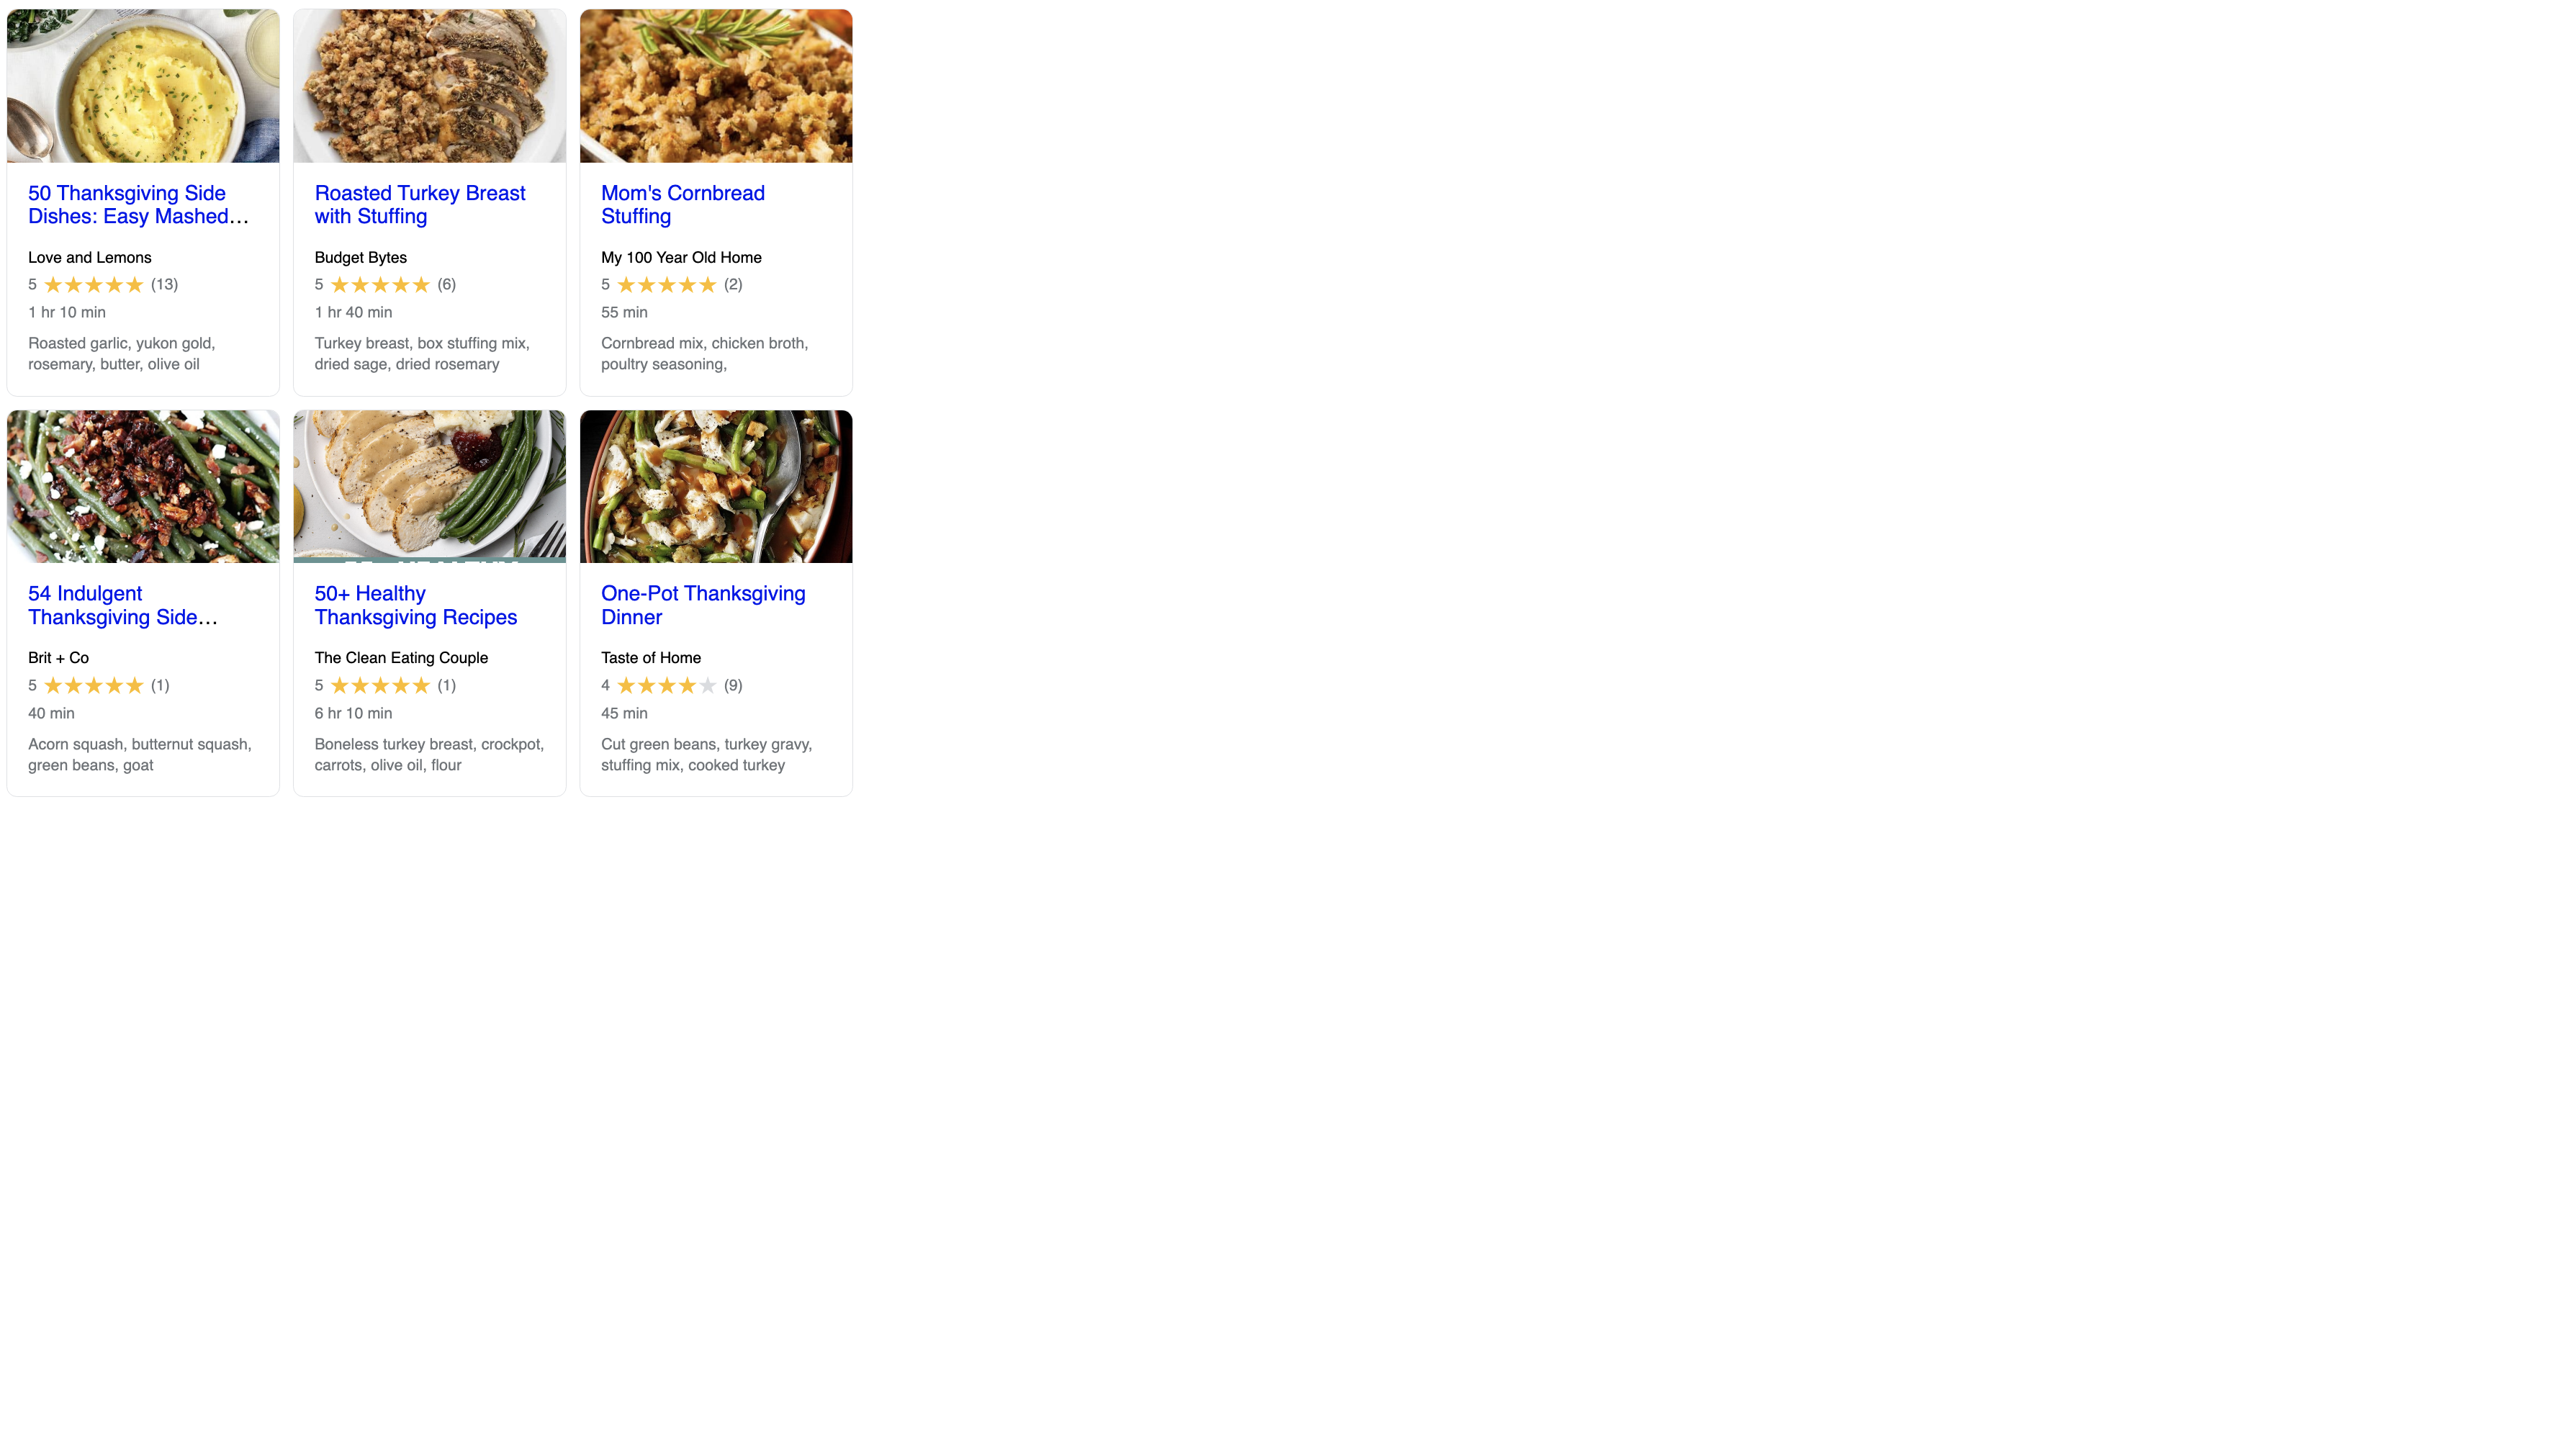 50 Thanksgiving Side
Dishes: Easy Mashed...
Love and Lemons
5 (13)
1 hr 10 min
Roasted garlic, yukon gold,
rosemary, butter, olive oil
Roasted Turkey Breast
with Stuffing
Budget Bytes
5 (6)
1 hr 40 min
Turkey breast, box stuffing mix,
dried sage, dried rosemary
Mom's Cornbread
Stuffing
My 100 Year Old Home
5 (2)
55 min
Cornbread mix, chicken broth,
poultry seasoning,
54 Indulgent
Thanksgiving Side...
Brit + Co
5 (1)
40 min
Acorn squash, butternut squash,
green beans, goat
50+ Healthy
Thanksgiving Recipes
The Clean Eating Couple
5 (1)
6 hr 10 min
Boneless turkey breast, crockpot,
carrots, olive oil, flour
One-Pot Thanksgiving
Dinner
Taste of Home
4 (9)
45 min
Cut green beans, turkey gravy,
stuffing mix, cooked turkey